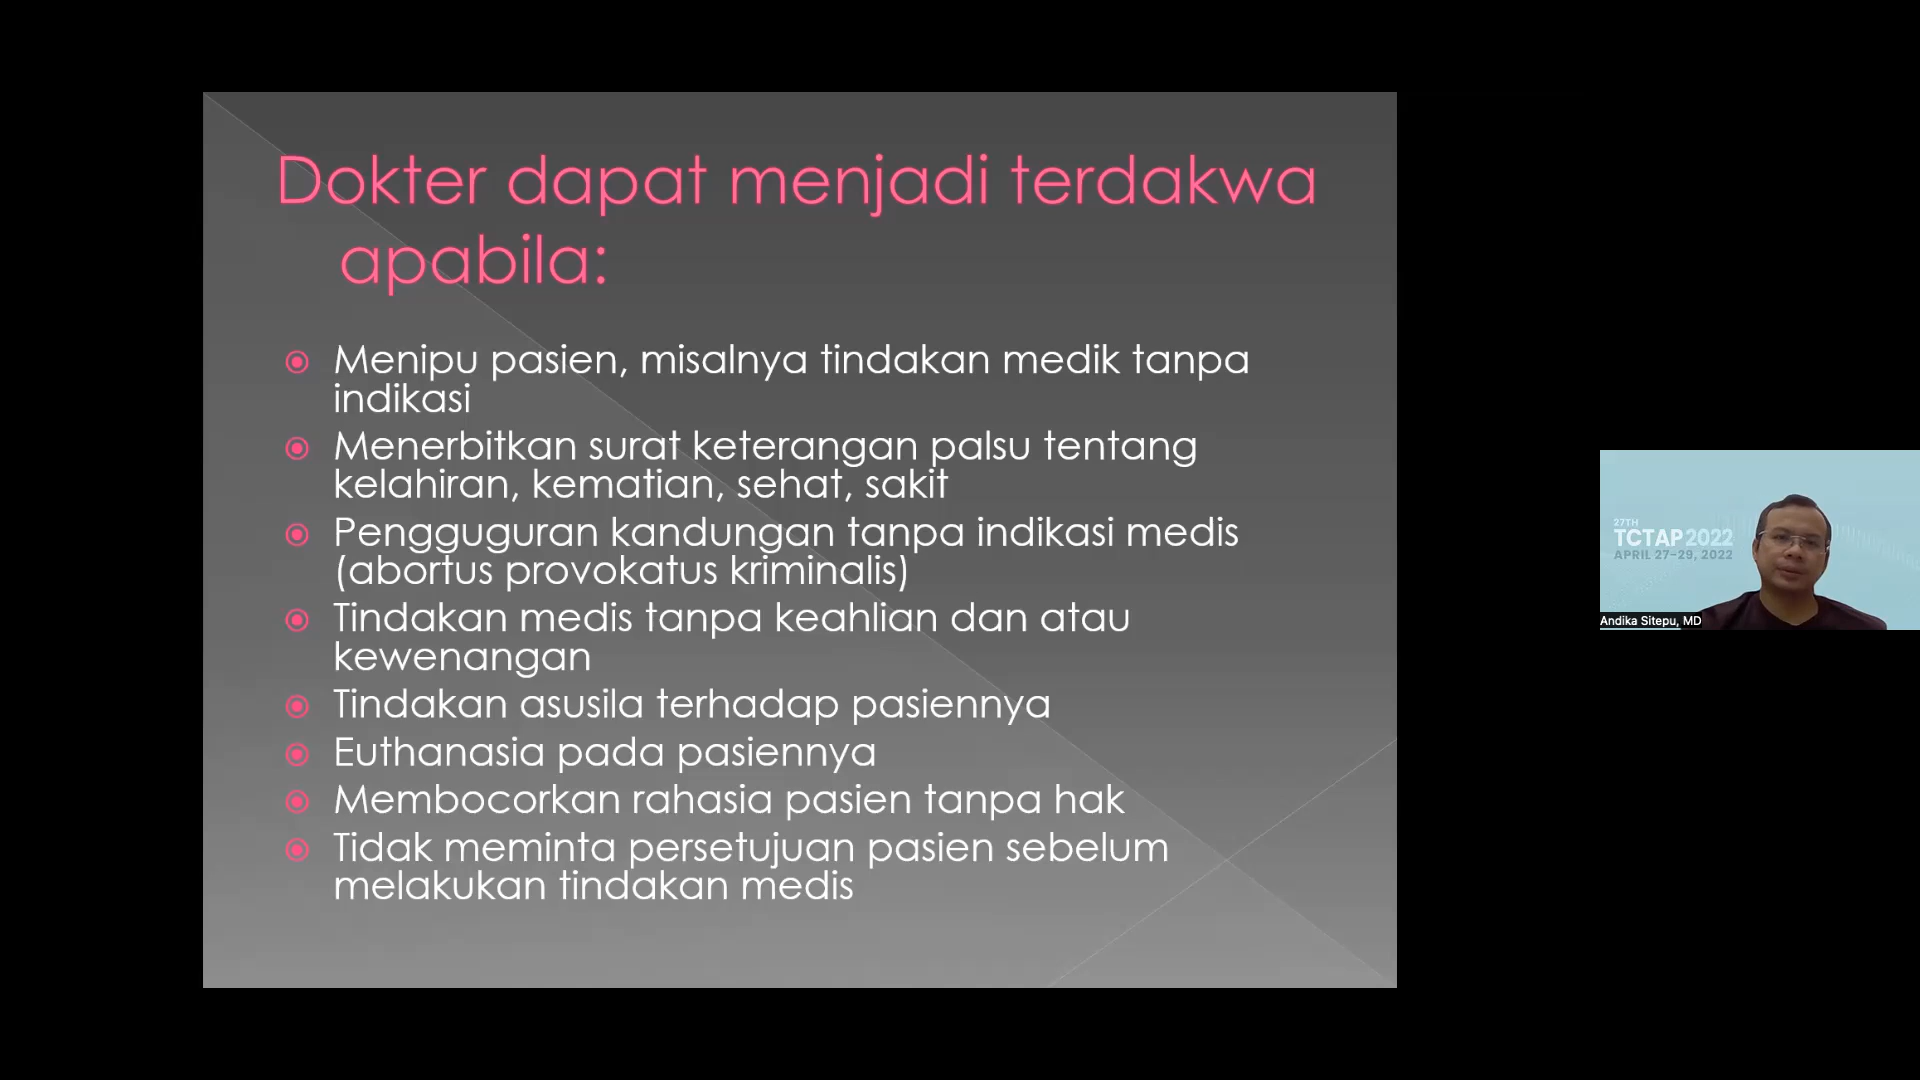 Dokter dapat menjadi terdakwa
apabila:
Menipu pasien, misalnya tindakan medik tanpa
indikasi
Menerbitkan surat keterangan palsu tentang
kelahiran, kematian, sehat, sakit
Pengguguran kandungan tanpa indikasi medis
(abortus provokatus kriminalis)
Tindakan medis tanpa keahlian dan atau
kewenangan
Tindakan asusila terhadap pasiennya
Euthanasia pada pasiennya
Membocorkan rahasia pasien tanpa hak
Tidak meminta persetujuan pasien sebelum
melakukan tindakan medis
27TH
TCTAP2022
APRIL 27-29, 2022
Andika Sitepu, MD